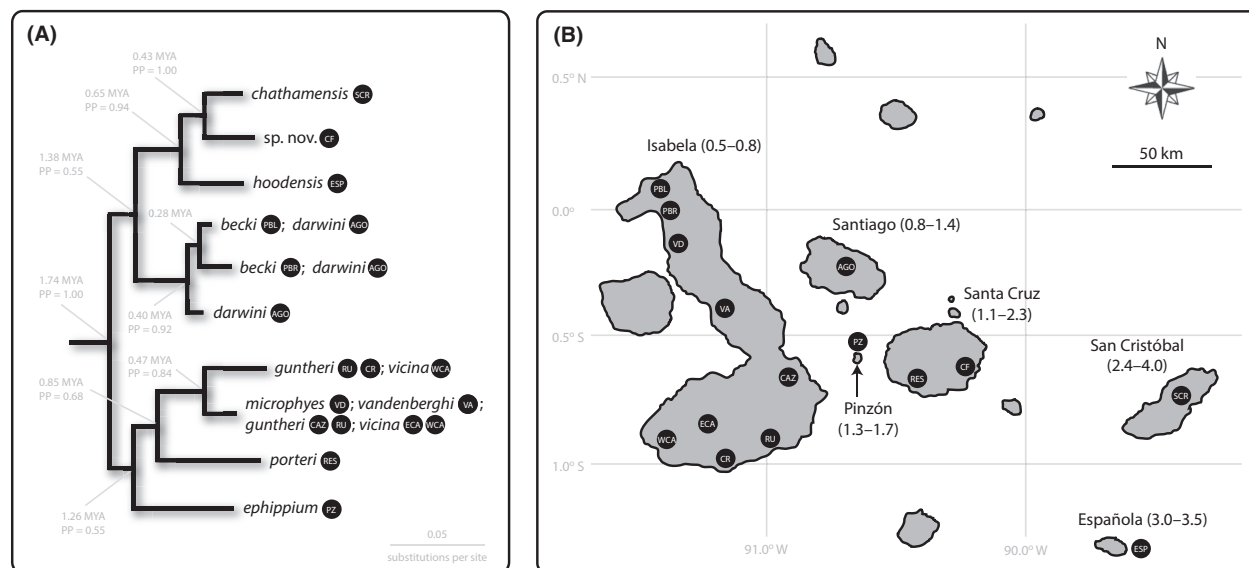 (A)
0.43 MYA
PP = 1.00
chathamensis SCR
0.65 MYA
PP = 0.94
sp. nov. CF
1.38 MYA
PP = 0.55
hoodensis ESP
0.28 MYA
becki PBL; darwini AGO
becki PBR; darwini AGO
1.74 MYA
PP = 1.00
darwini AGO
0.40 MYA
PP = 0.92
0.47 MYA
PP = 0.84
guntheri RU CR; vicina WCA
0.85 MYA
PP = 0.68
microphyes VD; vandenberghi VA;
guntheri CAZ RU; vicina ECA WCA
porteri RES
ephippium PZ
1.26 MYA
PP = 0.55
0.05
substitutions per site
(B)
N
0.5° N
50 km
Isabela (0.5–0.8)
PBL
0.0°
PBR
VD
Santiago (0.8–1.4)
AGO
VA
Santa Cruz
(1.1–2.3)
0.5° S
PZ
CF
RES
CAZ
San Cristóbal
(2.4–4.0)
SCR
Pinzón
(1.3–1.7)
ECA
WCA
RU
CR
1.0° S
Española (3.0–3.5)
ESP
91.0° W
90.0° W